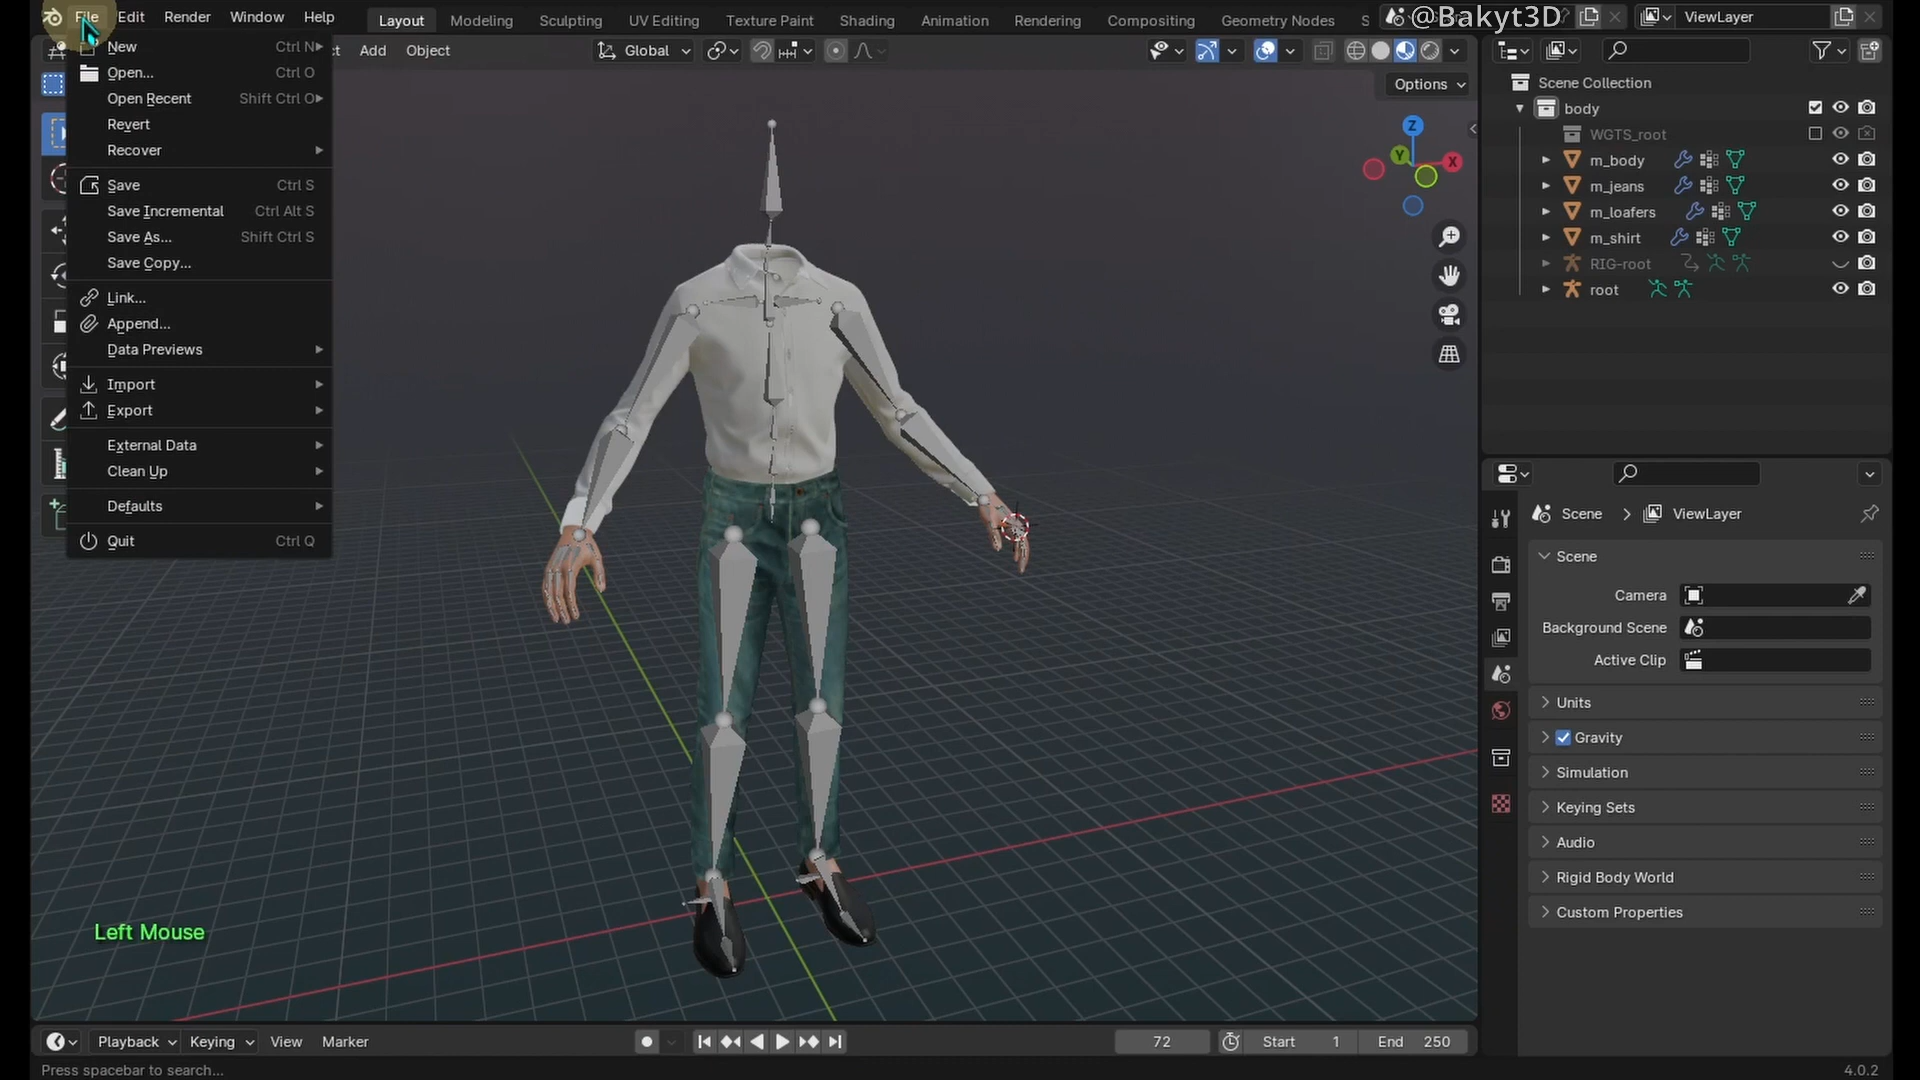 File Edit Render Window Help Layout Modeling Sculpting UV Editing Texture Paint Shading Animation Rendering Compositing Geometry Nodes S @Bakyt3D ViewLayer
Add Object Global
Options
New Ctrl N
Open... Ctrl O
Open Recent Shift Ctrl O
Revert
Recover
Save Ctrl S
Save Incremental Ctrl Alt S
Save As... Shift Ctrl S
Save Copy...
Link...
Append...
Data Previews
Import
Export
External Data
Clean Up
Defaults
Quit Ctrl Q
Z
Y
X
Left Mouse
Scene Collection
body
WGTS_root
m_body
m_jeans
m_loafers
m_shirt
RIG-root
root
Scene > ViewLayer
Scene
Camera
Background Scene
Active Clip
Units
Gravity
Simulation
Keying Sets
Audio
Rigid Body World
Custom Properties
Playback Keying View Marker 72 Start 1 End 250
Press spacebar to search... 4.0.2